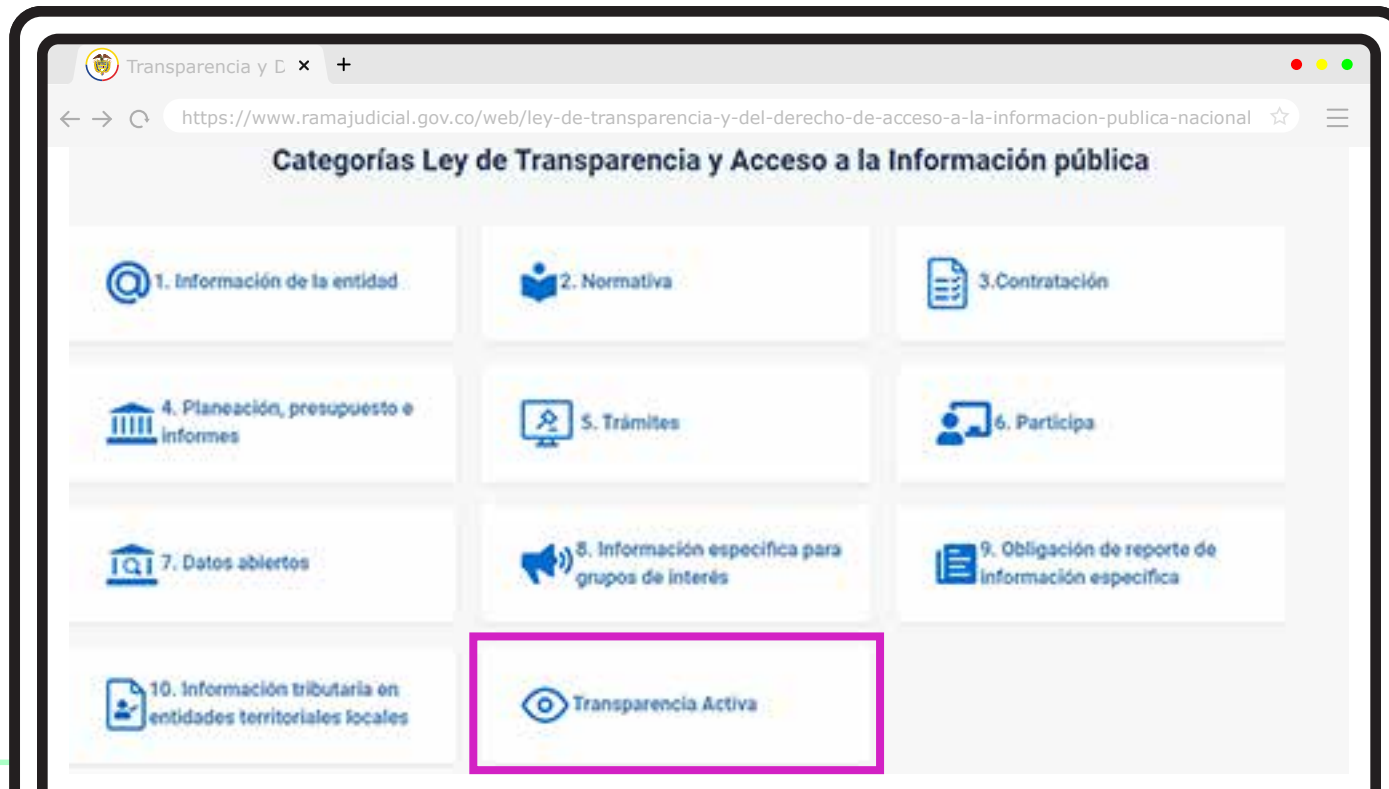 Transparencia y D
https://www.ramajudicial.gov.co/web/ley-de-transparencia-y-del-derecho-de-acceso-a-la-informacion-publica-nacional
Categorías Ley de Transparencia y Acceso a la Información pública
1. Información de la entidad
2. Normativa
3.Contratación
4. Planeación, presupuesto e
informes
5. Trámites
6. Participa
7. Datos abiertos
8. Información especifica para
grupos de interés
9. Obligación de reporte de
información específica
10. Información tributaria en
entidades territoriales locales
Transparencia Activa